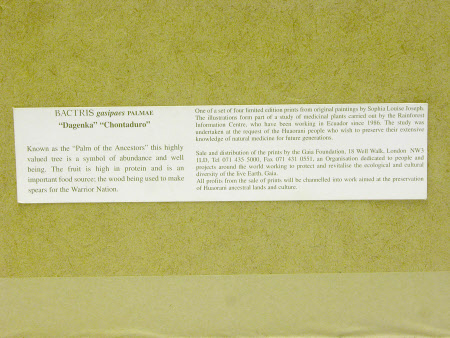 BACTRIS gasipaes PALMAE
"Dagenka" "Chontaduro"
Known as the "Palm of the Ancestors" this highly
valued tree is a symbol of abundance and well
being. The fruit is high in protein and is an
important food source; the wood being used to make
spears for the Warrior Nation.
One of a set of four limited edition prints from original paintings by Sophia Louise Joseph.
The illustrations form part of a study of medicinal plants carried out by the Rainforest
Information Centre, who have been working in Ecuador since 1986. The study was
undertaken at the request of the Huaorani people who wish to preserve their extensive
knowledge of natural medicine for future generations.
Sale and distribution of the prints by the Gaia Foundation, 18 Well Walk, London. NW3
1LD, Tel 071 435 5000, Fax 071 431 0551, an Organisation dedicated to people and
projects around the world working to protect and revitalise the ecological and cultural
diversity of the live Earth, Gaia.
All profits from the sale of prints will be channelled into work aimed at the preservation
of Huaorani ancestral lands and culture.